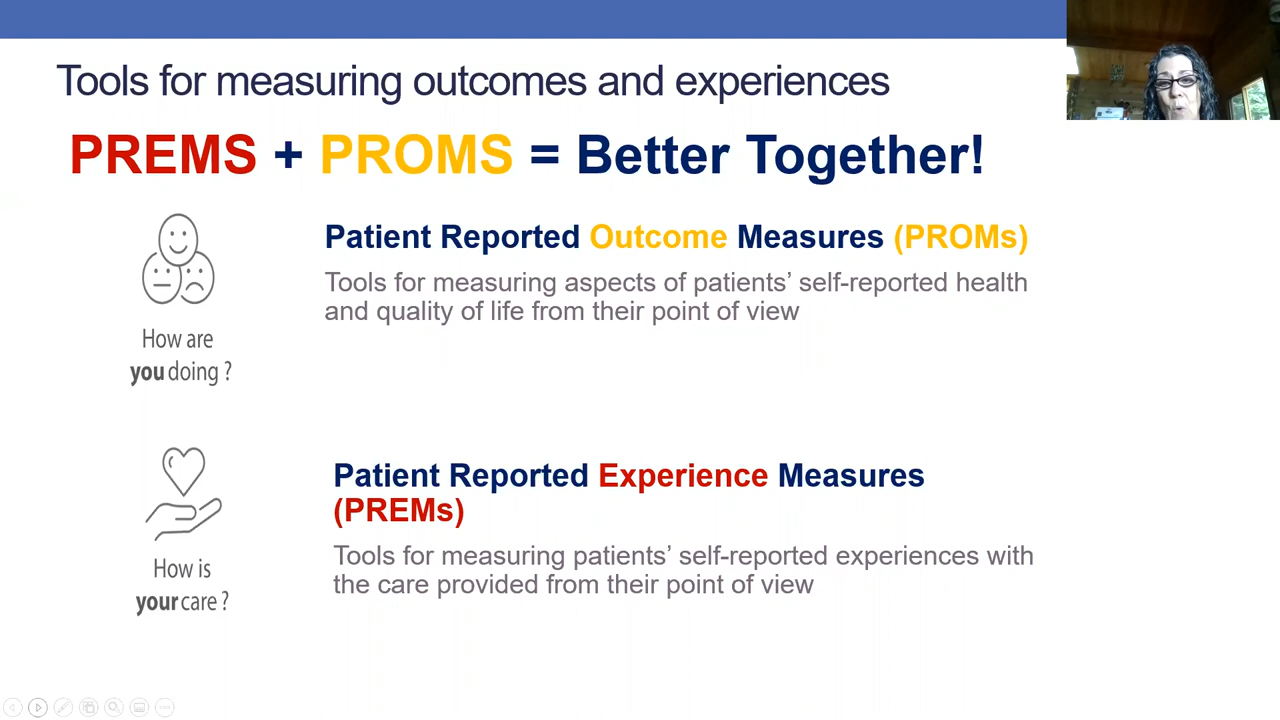 Tools for measuring outcomes and experiences
PREMS + PROMS = Better Together!
Patient Reported Outcome Measures (PROMs)
Tools for measuring aspects of patients’ self-reported health
and quality of life from their point of view
How are
you doing ?
Patient Reported Experience Measures
(PREMs)
Tools for measuring patients’ self-reported experiences with
the care provided from their point of view
How is
your care ?